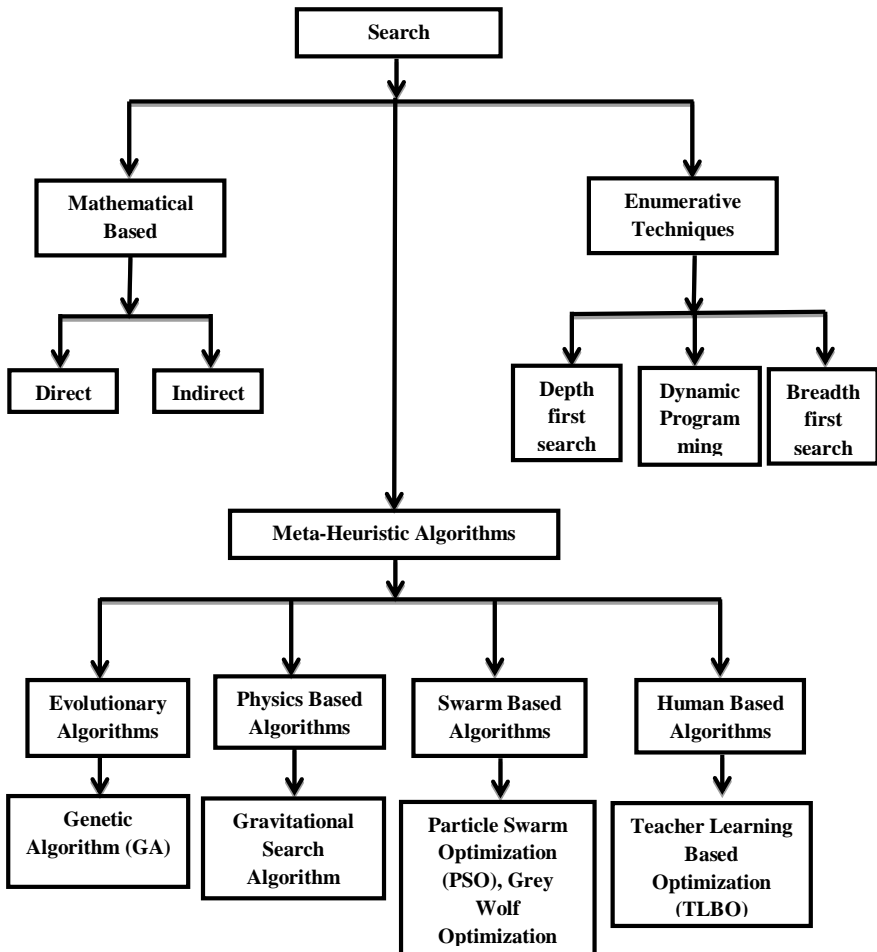 Search
Mathematical
Based
Enumerative
Techniques
Direct
Indirect
Depth
first
search
Dynamic
Program
ming
Breadth
first
search
Meta-Heuristic Algorithms
Evolutionary
Algorithms
Physics Based
Algorithms
Swarm Based
Algorithms
Human Based
Algorithms
Genetic
Algorithm (GA)
Gravitational
Search
Algorithm
Particle Swarm
Optimization
(PSO), Grey
Wolf
Optimization
Teacher Learning
Based
Optimization
(TLBO)